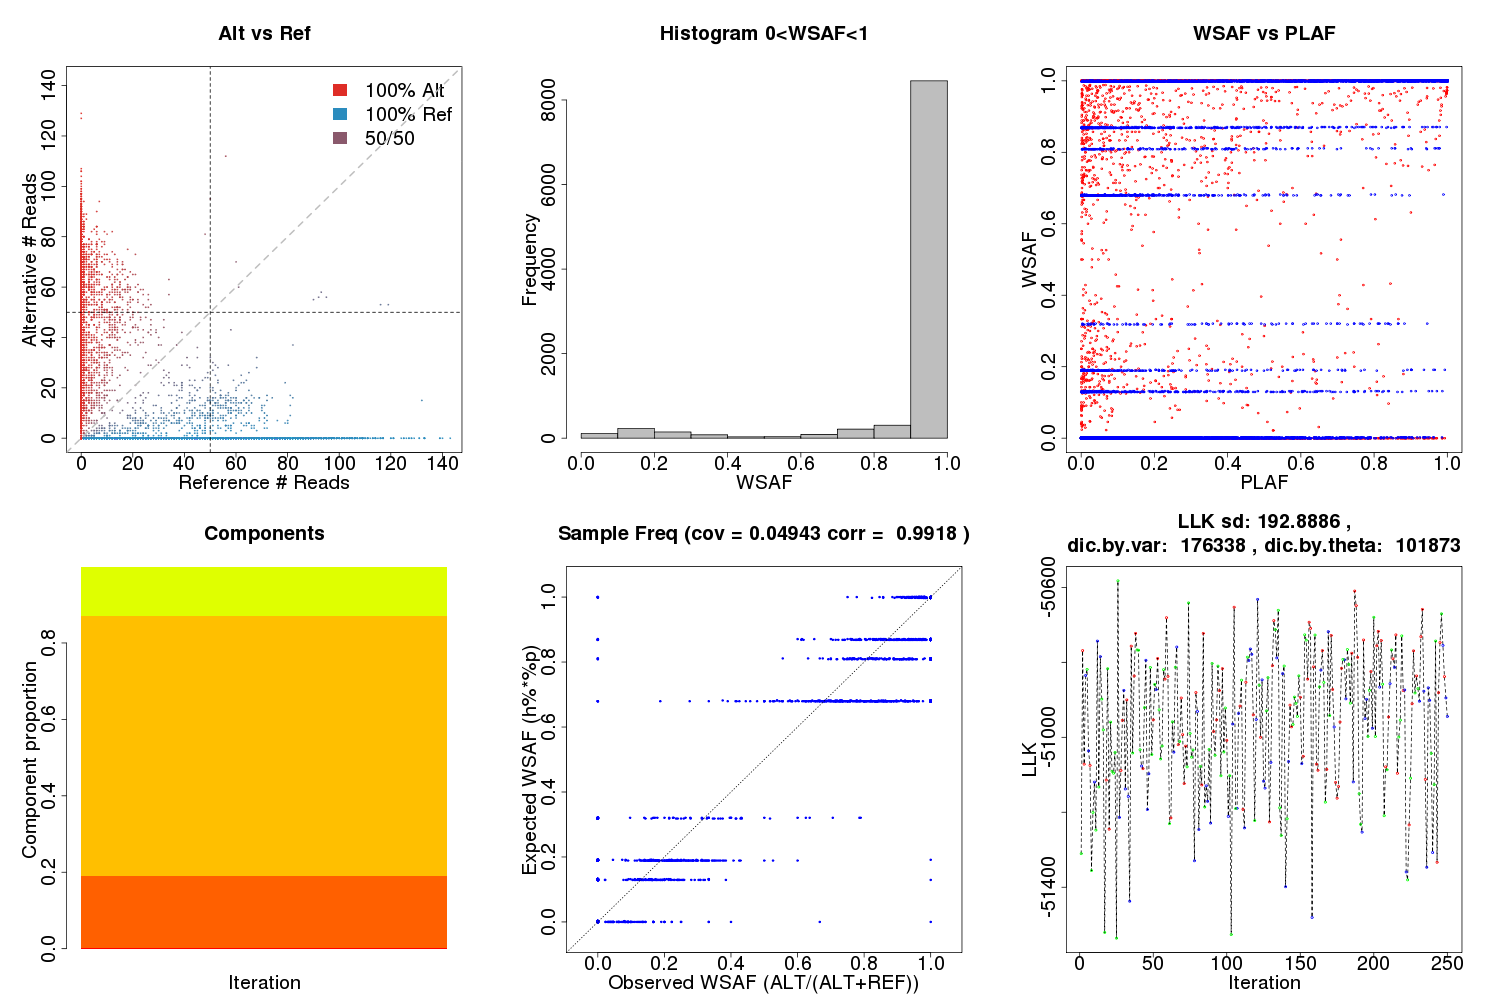 Alt vs Ref
100% Alt
100% Ref
50/50
Alternative # Reads
0 20 40 60 80 100 120 140
0 20 40 60 80 100 120 140
Reference # Reads
Histogram 0<WSAF<1
Frequency
0 2000 4000 6000 8000
0.0 0.2 0.4 0.6 0.8 1.0
WSAF
WSAF vs PLAF
WSAF
0.0 0.2 0.4 0.6 0.8 1.0
0.0 0.2 0.4 0.6 0.8 1.0
PLAF
Components
Component proportion
0.0 0.2 0.4 0.6 0.8
Iteration
Sample Freq (cov = 0.04943 corr = 0.9918 )
Expected WSAF (h%*%p)
0.0 0.2 0.4 0.6 0.8 1.0
0.0 0.2 0.4 0.6 0.8 1.0
Observed WSAF (ALT/(ALT+REF))
LLK sd: 192.8886 ,
dic.by.var: 176338 , dic.by.theta: 101873
LLK
-51400 -51000 -50600
0 50 100 150 200 250
Iteration